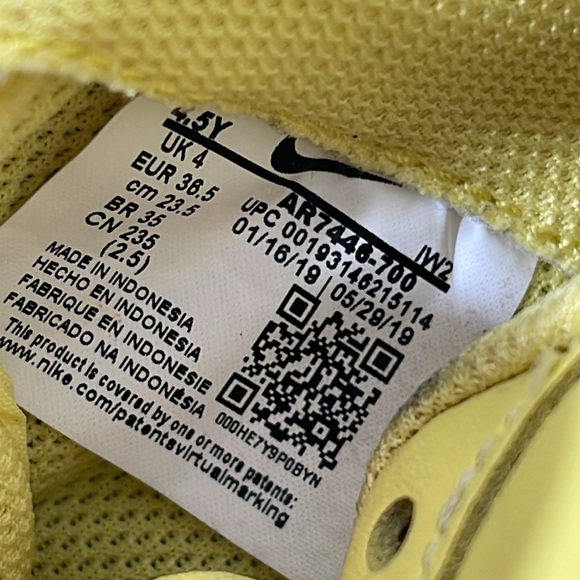 4.5Y
UK 4
EUR 36.5
cm 23.5
BR 35
CN 235
(2.5)
AR7446-700
IW2
UPC 00193146215114
01/16/19 05/29/19
MADE IN INDONESIA
HECHO EN INDONESIA
FABRIQUE EN INDONESIE
FABRICADO NA INDONÉSIA
000HE7Y9P0BYN
This product is covered by one or more patents:
www.nike.com/patentsvirtualmarking